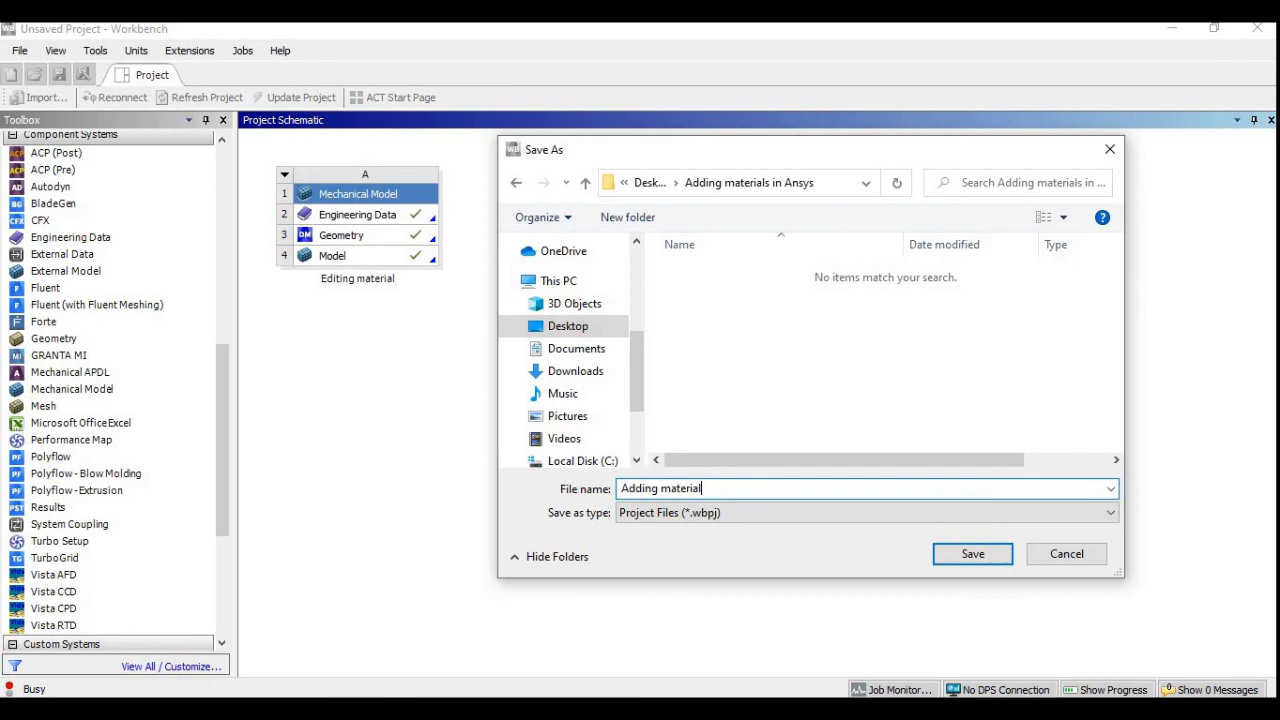 Unsaved Project - Workbench
File View Tools Units Extensions Jobs Help
Project
Import... Reconnect Refresh Project Update Project ACT Start Page
Toolbox
Component Systems
ACP (Post)
ACP (Pre)
Autodyn
BladeGen
CFX
Engineering Data
External Data
External Model
Fluent
Fluent (with Fluent Meshing)
Forte
Geometry
GRANTA MI
Mechanical APDL
Mechanical Model
Mesh
Microsoft Office Excel
Performance Map
Polyflow
Polyflow - Blow Molding
Polyflow - Extrusion
Results
System Coupling
Turbo Setup
TurboGrid
Vista AFD
Vista CCD
Vista CPD
Vista RTD
Custom Systems
View All / Customize...
Project Schematic
A
1 Mechanical Model
2 Engineering Data
3 Geometry
4 Model
Editing material
Save As
« Desk... › Adding materials in Ansys
Search Adding materials in ...
Organize New folder
Name Date modified Type
No items match your search.
OneDrive
This PC
3D Objects
Desktop
Documents
Downloads
Music
Pictures
Videos
Local Disk (C:)
File name: Adding material
Save as type: Project Files (*.wbpj)
Hide Folders
Save Cancel
Busy
Job Monitor... No DPS Connection Show Progress Show 0 Messages